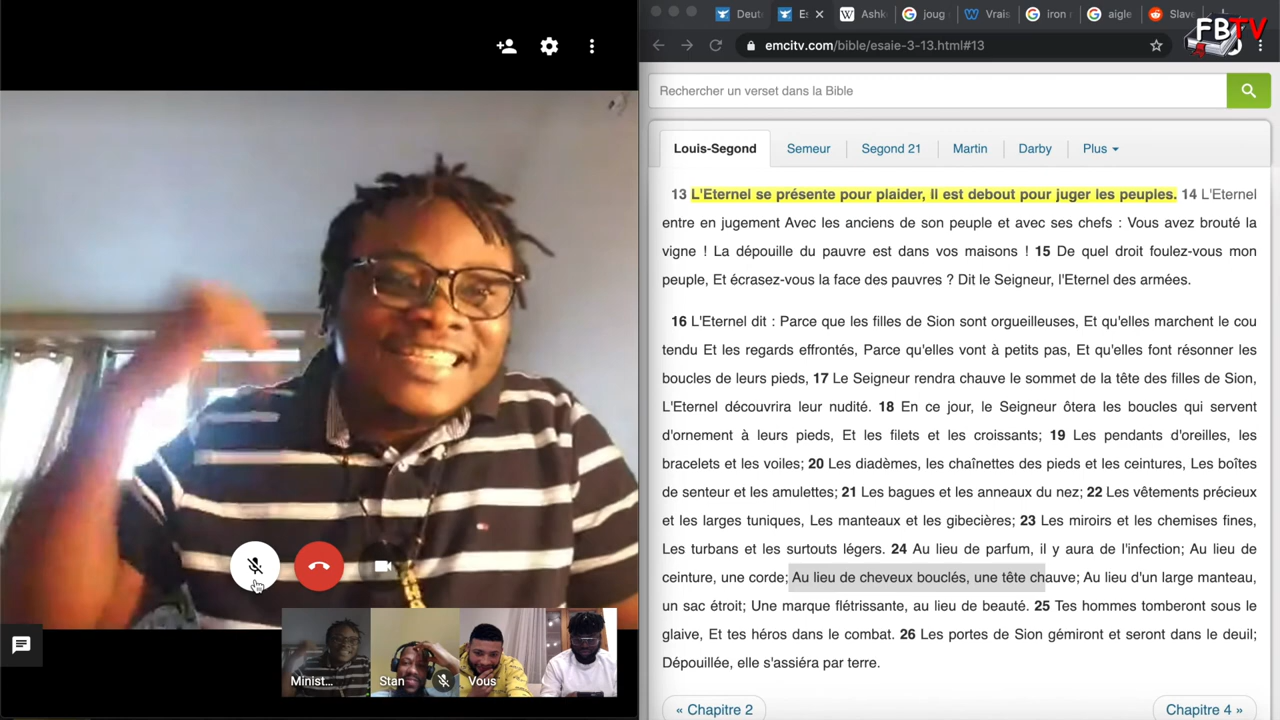 Deut
Es
Ashk
joug
Vrais
iron
aigle
Slave
FBTV
emcitv.com/bible/esaie-3-13.html#13
Rechercher un verset dans la Bible
Louis-Segond
Semeur
Segond 21
Martin
Darby
Plus
13 L'Eternel se présente pour plaider, il est debout pour juger les peuples. 14 L'Eternel
entre en jugement Avec les anciens de son peuple et avec ses chefs : Vous avez brouté la
vigne ! La dépouille du pauvre est dans vos maisons ! 15 De quel droit foulez-vous mon
peuple, Et écrasez-vous la face des pauvres ? Dit le Seigneur, l'Eternel des armées.
16 L'Eternel dit : Parce que les filles de Sion sont orgueilleuses, Et qu'elles marchent le cou
tendu Et les regards effrontés, Parce qu'elles vont à petits pas, Et qu'elles font résonner les
boucles de leurs pieds, 17 Le Seigneur rendra chauve le sommet de la tête des filles de Sion,
L'Eternel découvrira leur nudité. 18 En ce jour, le Seigneur ôtera les boucles qui servent
d'ornement à leurs pieds, Et les filets et les croissants; 19 Les pendants d'oreilles, les
bracelets et les voiles; 20 Les diadèmes, les chaînettes des pieds et les ceintures, Les boîtes
de senteur et les amulettes; 21 Les bagues et les anneaux du nez; 22 Les vêtements précieux
et les larges tuniques, Les manteaux et les gibecières; 23 Les miroirs et les chemises fines,
Les turbans et les surtouts légers. 24 Au lieu de parfum, il y aura de l'infection; Au lieu de
ceinture, une corde; Au lieu de cheveux bouclés, une tête chauve; Au lieu d'un large manteau,
un sac étroit; Une marque flétrissante, au lieu de beauté. 25 Tes hommes tomberont sous le
glaive, Et tes héros dans le combat. 26 Les portes de Sion gémiront et seront dans le deuil;
Dépouillée, elle s'assiéra par terre.
« Chapitre 2
Chapitre 4 »
Minist...
Stan
Vous